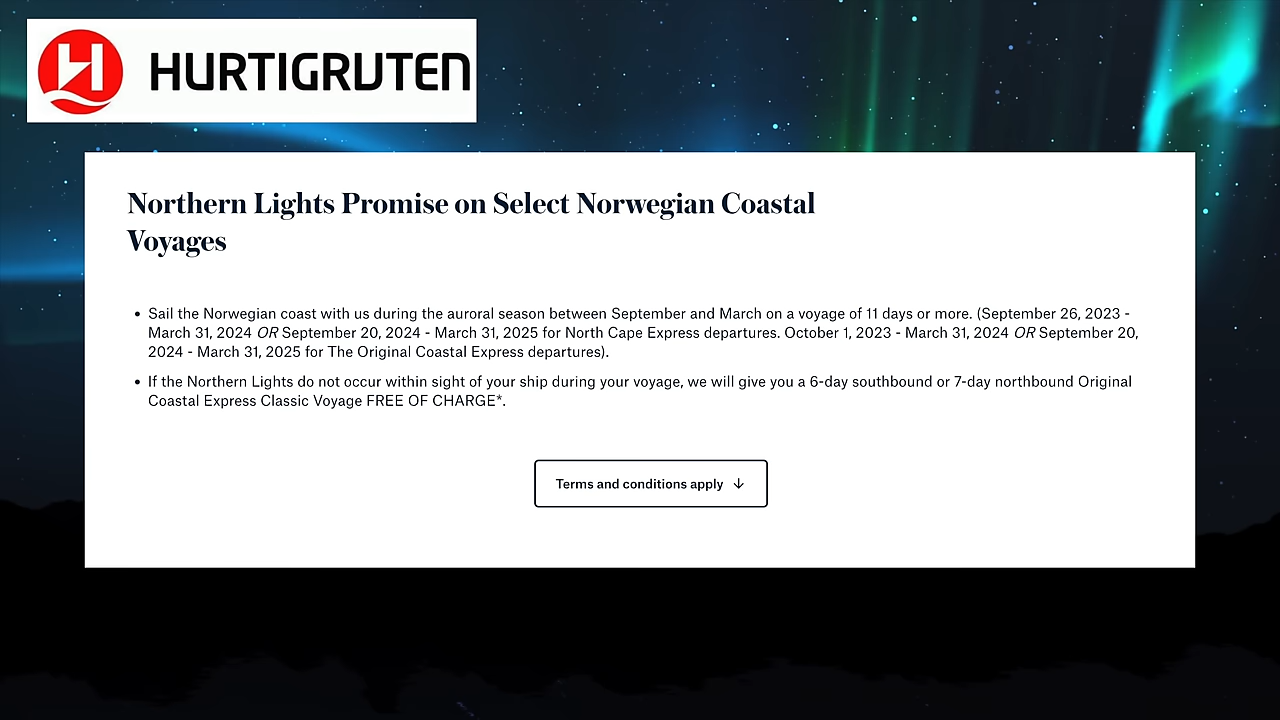 HURTIGRUTEN
Northern Lights Promise on Select Norwegian Coastal
Voyages
• Sail the Norwegian coast with us during the auroral season between September and March on a voyage of 11 days or more. (September 26, 2023 -
March 31, 2024 OR September 20, 2024 - March 31, 2025 for North Cape Express departures. October 1, 2023 - March 31, 2024 OR September 20,
2024 - March 31, 2025 for The Original Coastal Express departures).
• If the Northern Lights do not occur within sight of your ship during your voyage, we will give you a 6-day southbound or 7-day northbound Original
Coastal Express Classic Voyage FREE OF CHARGE*.
Terms and conditions apply ↓